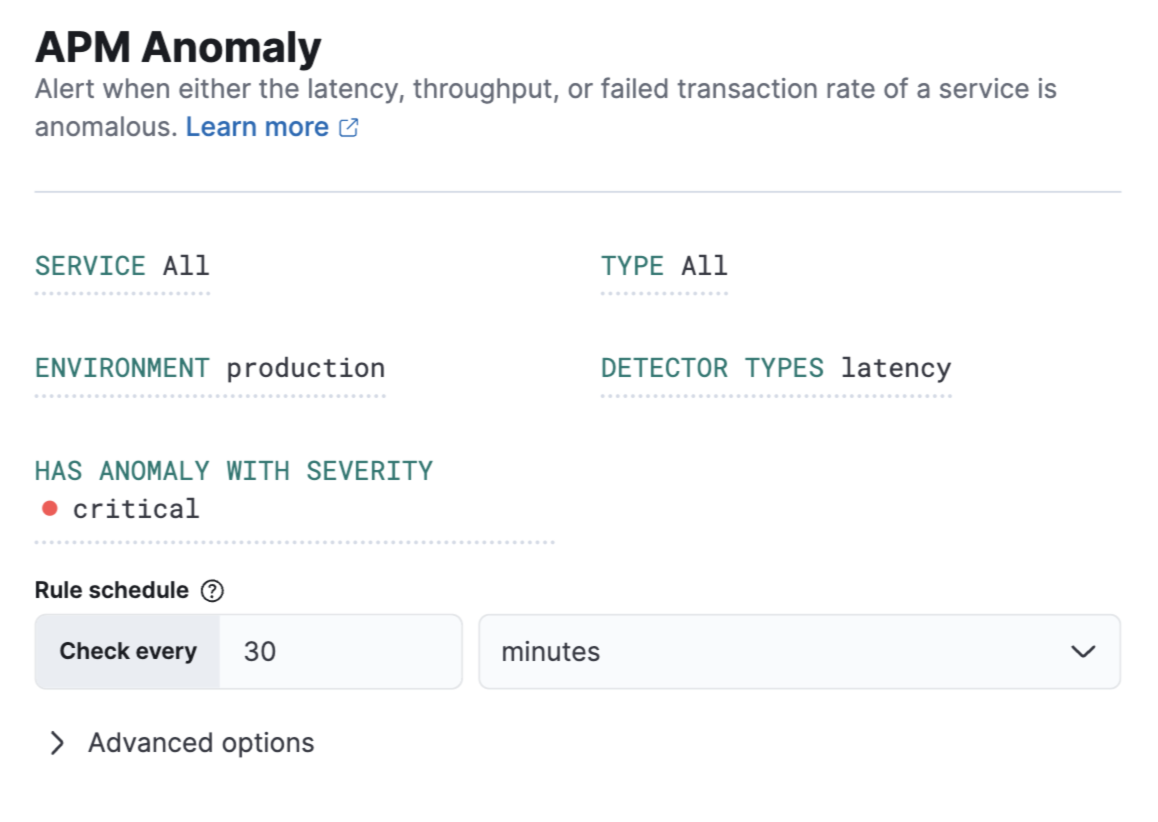 APM Anomaly
Alert when either the latency, throughput, or failed transaction rate of a service is
anomalous. Learn more
SERVICE All
TYPE All
ENVIRONMENT production
DETECTOR TYPES latency
HAS ANOMALY WITH SEVERITY
critical
Rule schedule
Check every 30 minutes
Advanced options